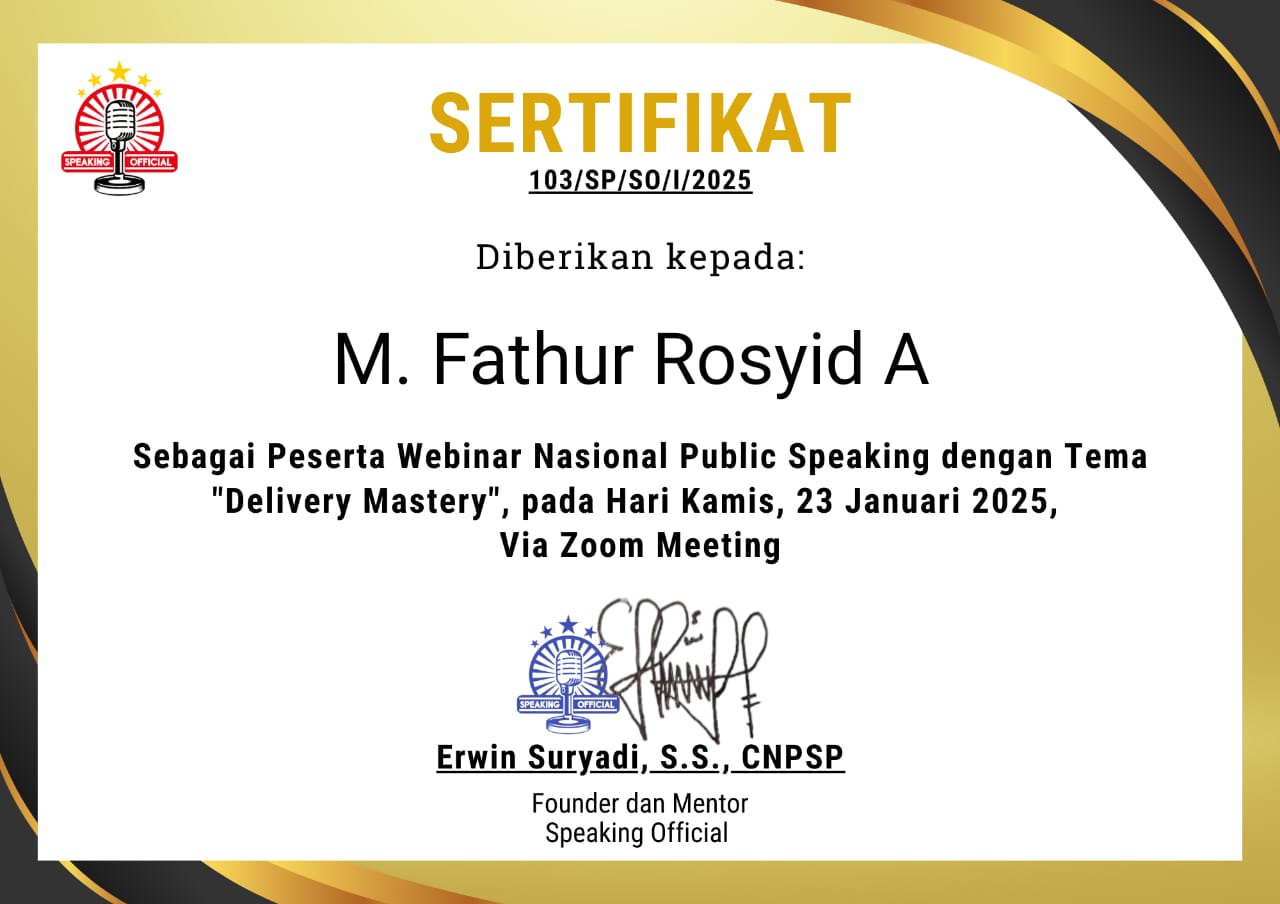 SPEAKING OFFICIAL
SERTIFIKAT
103/SP/SO/I/2025
Diberikan kepada:
M. Fathur Rosyid A
Sebagai Peserta Webinar Nasional Public Speaking dengan Tema
"Delivery Mastery", pada Hari Kamis, 23 Januari 2025,
Via Zoom Meeting
SPEAKING OFFICIAL
Erwin Suryadi, S.S., CNPSP
Founder dan Mentor
Speaking Official